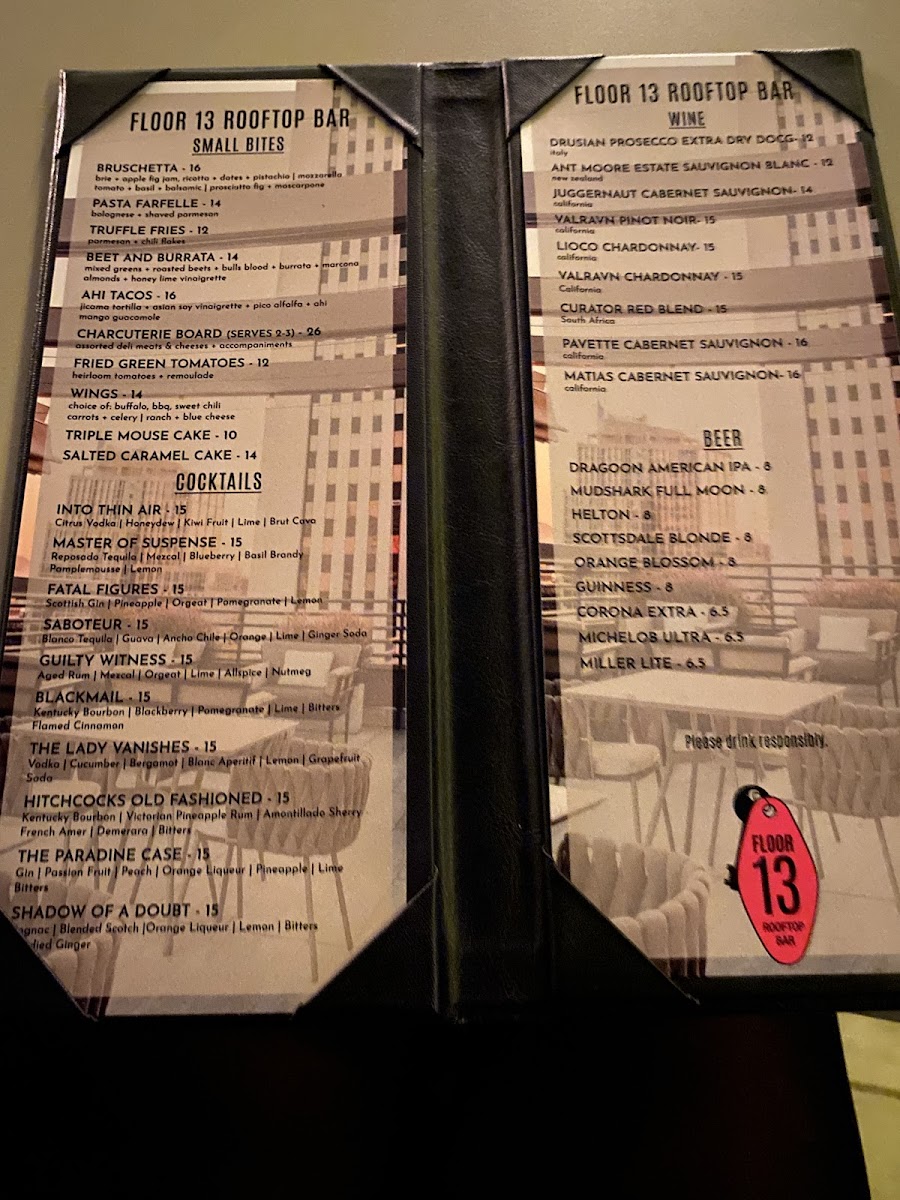 FLOOR 13 ROOFTOP BAR
SMALL BITES
BRUSCHETTA - 16
brie + apple fig jam, ricotta + dates + pistachio | mozzarella
tomato + basil + balsamic | prosciutto fig + mascarpone
PASTA FARFELLE - 14
bolognese + shaved parmesan
TRUFFLE FRIES - 12
parmesan + chili flakes
BEET AND BURRATA - 14
mixed greens + roasted beets + bulls blood + burrata + marcona
almonds + honey lime vinaigrette
AHI TACOS - 16
jicama tortilla + asian soy vinaigrette + pico alfalfa + ahi
mango guacomole
CHARCUTERIE BOARD (SERVES 2-3) - 26
assorted deli meats & cheeses + accompaniments
FRIED GREEN TOMATOES - 12
heirloom tomatoes + remoulade
WINGS - 14
choice of: buffalo, bbq, sweet chili
carrots + celery | ranch + blue cheese
TRIPLE MOUSE CAKE - 10
SALTED CARAMEL CAKE - 14
COCKTAILS
INTO THIN AIR - 15
Citrus Vodka | Honeydew | Kiwi Fruit | Lime | Brut Cava
MASTER OF SUSPENSE - 15
Reposado Tequila | Mezcal | Blueberry | Basil Brandy
Pamplemousse | Lemon
FATAL FIGURES - 15
Scottish Gin | Pineapple | Orgeat | Pomegranate | Lemon
SABOTEUR - 15
Blanco Tequila | Guava | Ancho Chile | Orange | Lime | Ginger Soda
GUILTY WITNESS - 15
Aged Rum | Mezcal | Orgeat | Lime | Allspice | Nutmeg
BLACKMAIL - 15
Kentucky Bourbon | Blackberry | Pomegranate | Lime | Bitters
Flamed Cinnamon
THE LADY VANISHES - 15
Vodka | Cucumber | Bergamot | Blanc Aperitif | Lemon | Grapefruit
Soda
HITCHCOCKS OLD FASHIONED - 15
Kentucky Bourbon | Victorian Pineapple Rum | Amontillado Sherry
French Amer | Demerara | Bitters
THE PARADINE CASE - 15
Gin | Passion Fruit | Peach | Orange Liqueur | Pineapple | Lime
Bitters
SHADOW OF A DOUBT - 15
| Blended Scotch |Orange Liqueur | Lemon | Bitters
Ginger
FLOOR 13 ROOFTOP BAR
WINE
DRUSIAN PROSECCO EXTRA DRY DOCG- 12
italy
ANT MOORE ESTATE SAUVIGNON BLANC - 12
new zealand
JUGGERNAUT CABERNET SAUVIGNON- 14
california
VALRAVN PINOT NOIR- 15
california
LIOCO CHARDONNAY- 15
california
VALRAVN CHARDONNAY - 15
California
CURATOR RED BLEND - 15
South Africa
PAVETTE CABERNET SAUVIGNON - 16
california
MATIAS CABERNET SAUVIGNON- 16
california
BEER
DRAGOON AMERICAN IPA - 8
MUDSHARK FULL MOON - 8
HELTON - 8
SCOTTSDALE BLONDE - 8
ORANGE BLOSSOM - 8
GUINNESS - 8
CORONA EXTRA - 6.5
MICHELOB ULTRA - 6.5
MILLER LITE - 6.5
Please drink responsibly.
FLOOR
13
ROOFTOP
BAR